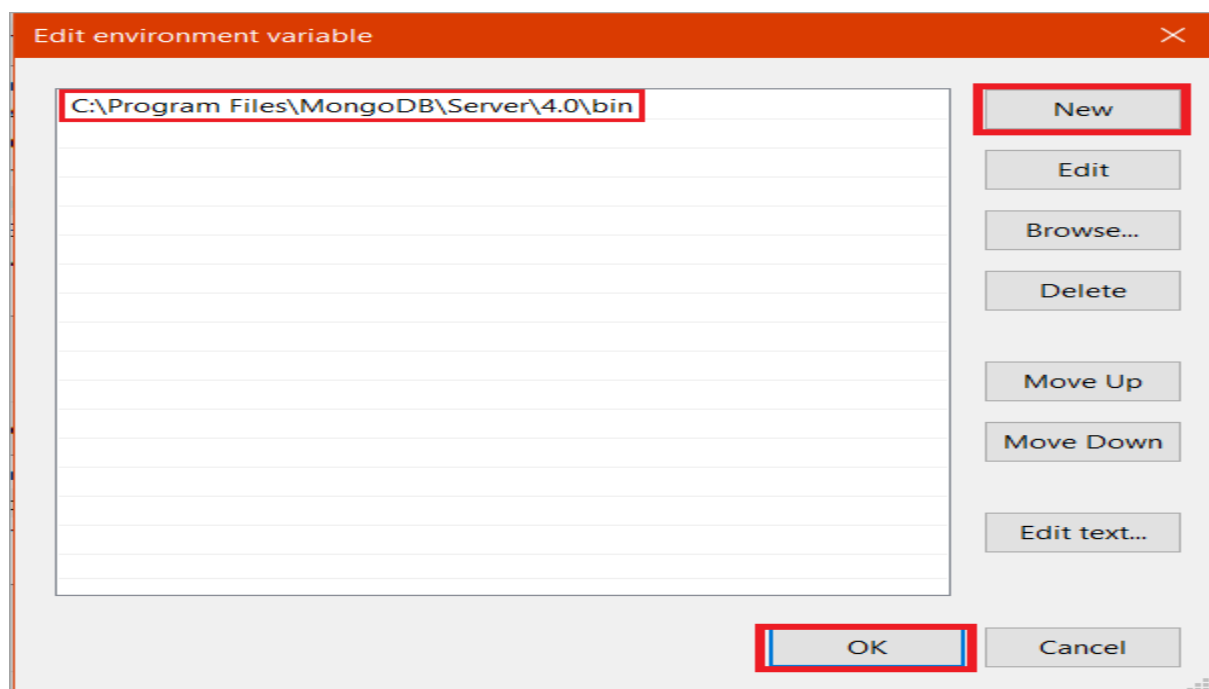 Edit environment variable
C:\Program Files\MongoDB\Server\4.0\bin
New
Edit
Browse...
Delete
Move Up
Move Down
Edit text...
OK
Cancel